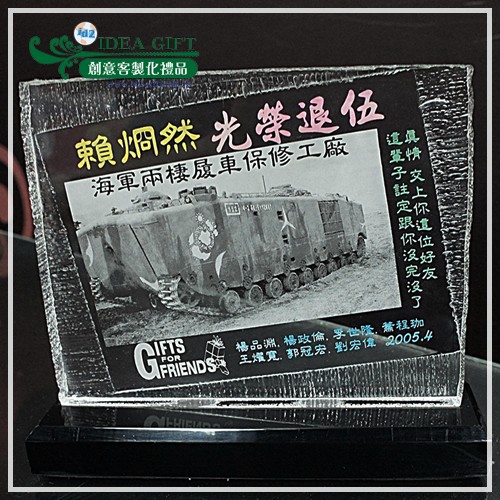 idea
IDEA GIFT
創意客製化禮品
賴炯然 光榮退伍
海軍兩棲履車保修工廠
真情 交上你這位好友
這輩子註定跟你沒完沒了
GIFTS
FOR
FRIENDS
楊品淵、楊政倫、李世隆、蕭程珈
王燿寬、郭冠宏、劉宏偉 2005.4